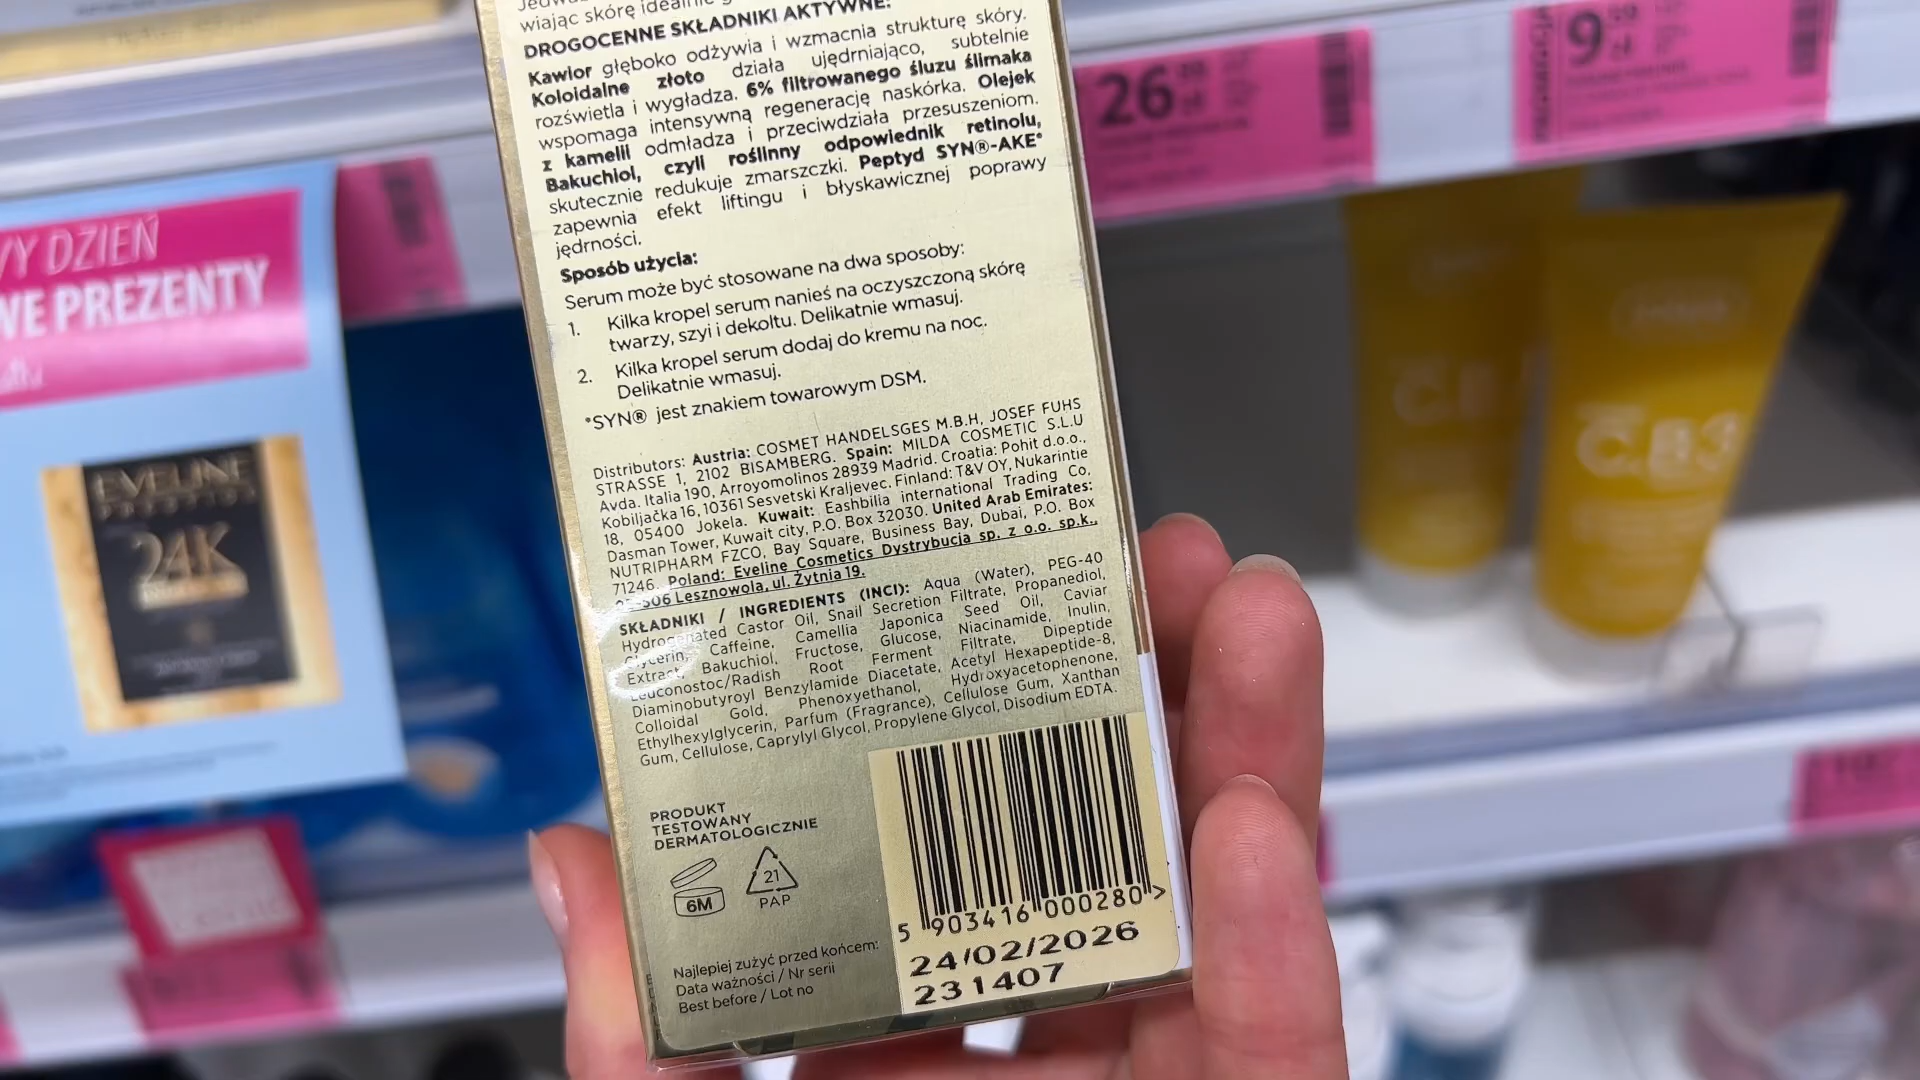 wiając skórę idealnie
DROGOCENNE SKŁADNIKI AKTYWNE:
Kawior głęboko odżywia i wzmacnia strukturę skóry.
Koloidalne złoto działa ujędrniająco, subtelnie
rozświetla i wygładza. 6% filtrowanego śluzu ślimaka
wspomaga intensywną regenerację naskórka. Olejek
z kamelii odmładza i przeciwdziała przesuszeniom.
Bakuchiol, czyli roślinny odpowiednik retinolu,
skutecznie redukuje zmarszczki. Peptyd SYN®-AKE*
zapewnia efekt liftingu i błyskawicznej poprawy
jędrności.
Sposób użycia:
Serum może być stosowane na dwa sposoby:
1. Kilka kropel serum nanieś na oczyszczoną skórę
twarzy, szyi i dekoltu. Delikatnie wmasuj.
2. Kilka kropel serum dodaj do kremu na noc.
Delikatnie wmasuj.
*SYN® jest znakiem towarowym DSM.
Distributors: Austria: COSMET HANDELSGES M.B.H, JOSEF FUHS
STRASSE 1, 2102 BISAMBERG. Spain: MILDA COSMETIC S.L.U
Avda. Italia 190, Arroyomolinos 28939 Madrid. Croatia: Pohit d.o.o.,
Kobiljačka 16, 10361 Sesvetski Kraljevec. Finland: T&V OY, Nukarintie
18, 05400 Jokela. Kuwait: Eashbilia international Trading Co,
Dasman Tower, Kuwait city, P.O. Box 32030. United Arab Emirates:
NUTRIPHARM FZCO, Bay Square, Business Bay, Dubai, P.O. Box
71246. Poland: Eveline Cosmetics Dystrybucja sp. z o.o. sp.k.,
05-506 Lesznowola, ul. Żytnia 19.
SKŁADNIKI / INGREDIENTS (INCI): Aqua (Water), PEG-40
Hydrogenated Castor Oil, Snail Secretion Filtrate, Propanediol,
Glycerin, Caffeine, Camellia Japonica Seed Oil, Caviar
Extract, Bakuchiol, Fructose, Glucose, Niacinamide, Inulin,
Leuconostoc/Radish Root Ferment Filtrate, Dipeptide
Diaminobutyroyl Benzylamide Diacetate, Acetyl Hexapeptide-8,
Colloidal Gold, Phenoxyethanol, Hydroxyacetophenone,
Ethylhexylglycerin, Parfum (Fragrance), Cellulose Gum, Xanthan
Gum, Cellulose, Caprylyl Glycol, Propylene Glycol, Disodium EDTA.
PRODUKT
TESTOWANY
DERMATOLOGICZNIE
6M
21
PAP
5 903416 000280 >
24/02/2026
231407
Najlepiej zużyć przed końcem:
Data ważności / Nr serii
Best before / Lot no
26 zł
9 zł
DZIEŃ
PREZENTY
EVELINE
24K
C.B3